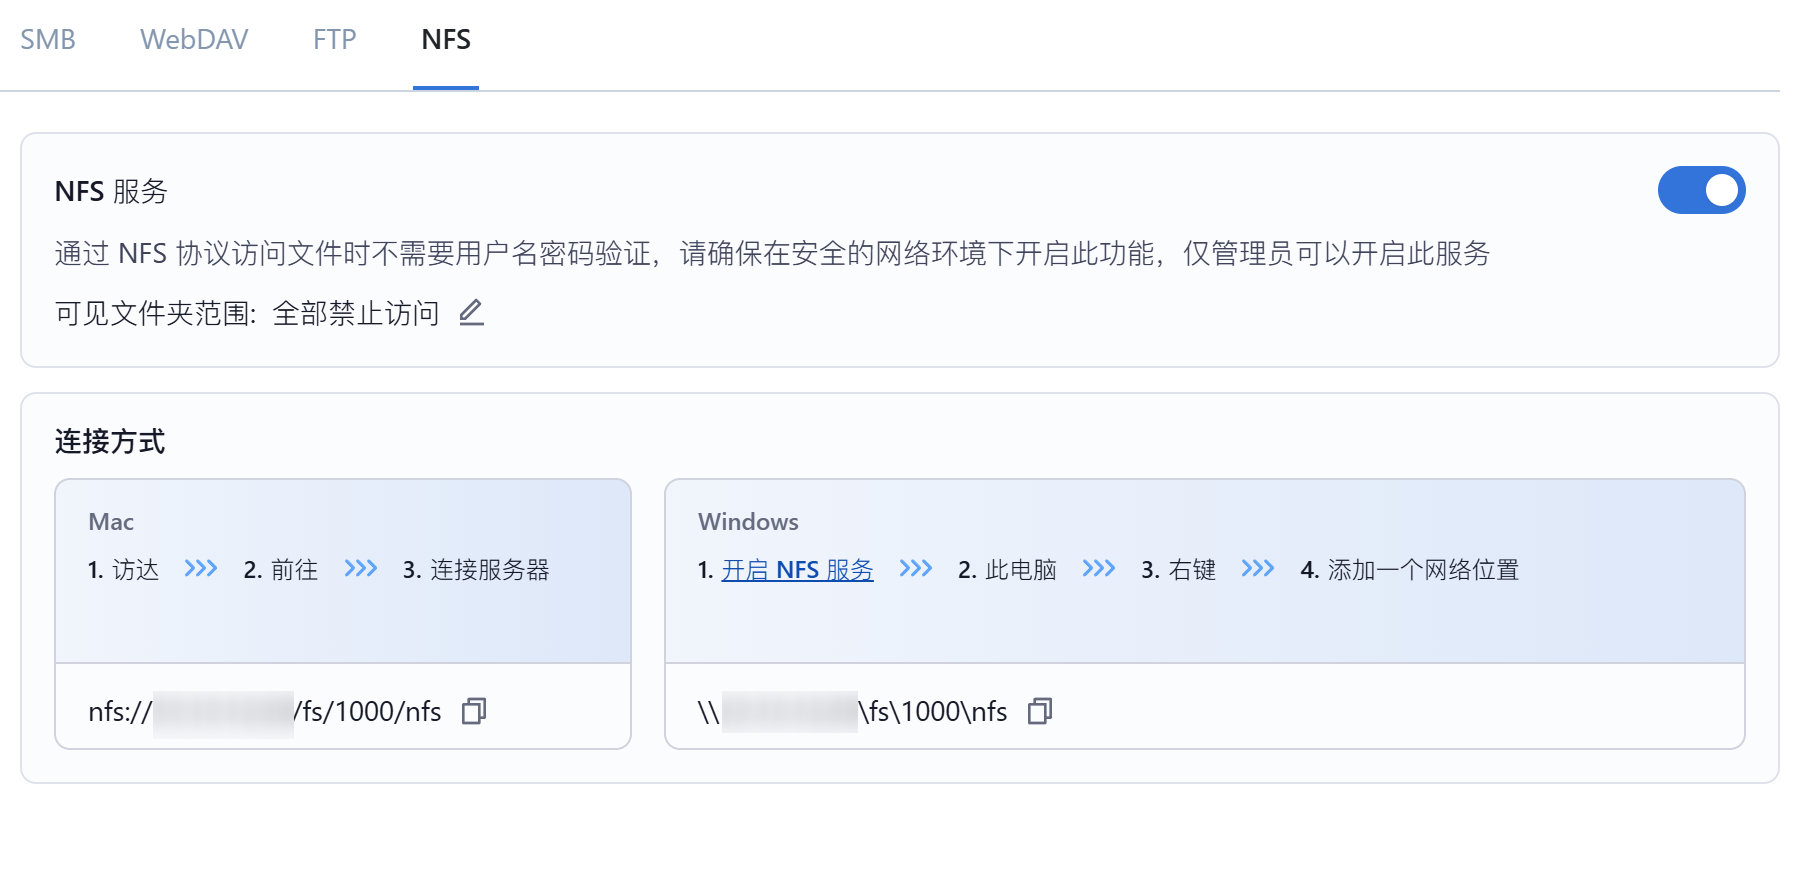 SMB WebDAV FTP NFS
NFS 服务
通过 NFS 协议访问文件时不需要用户名密码验证，请确保在安全的网络环境下开启此功能，仅管理员可以开启此服务
可见文件夹范围: 全部禁止访问
连接方式
Mac
1. 访达 2. 前往 3. 连接服务器
nfs:// /fs/1000/nfs
Windows
1. 开启 NFS 服务 2. 此电脑 3. 右键 4. 添加一个网络位置
\\ \fs\1000\nfs